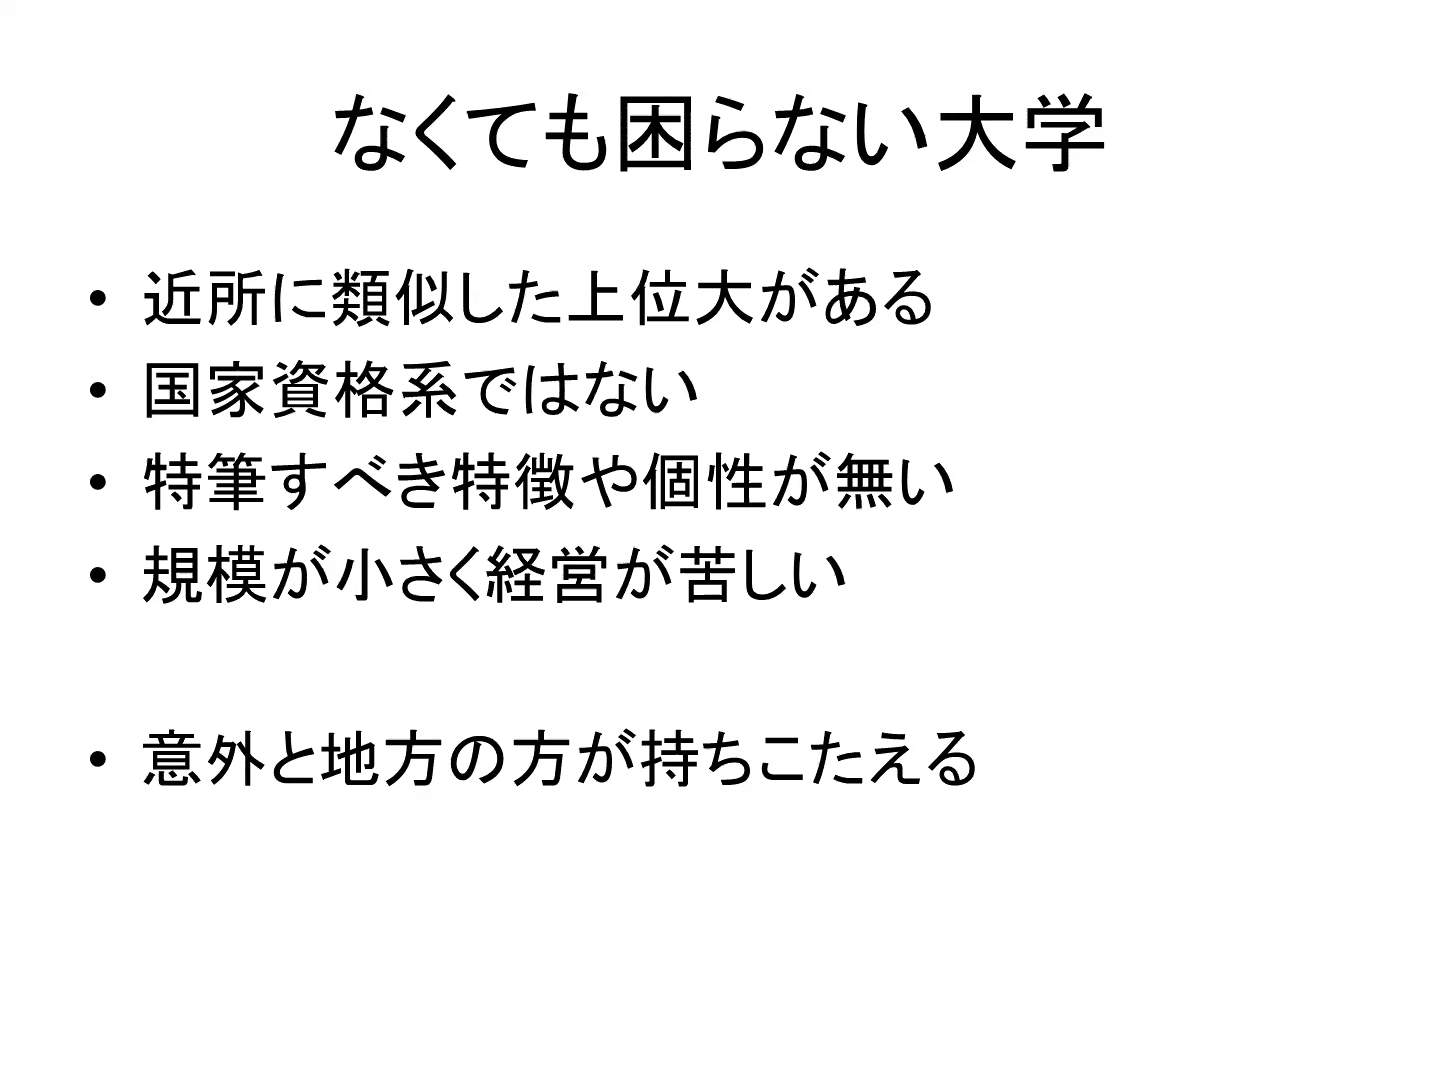 なくても困らない大学
• 近所に類似した上位大がある
• 国家資格系ではない
• 特筆すべき特徴や個性が無い
• 規模が小さく経営が苦しい
• 意外と地方の方が持ちこたえる